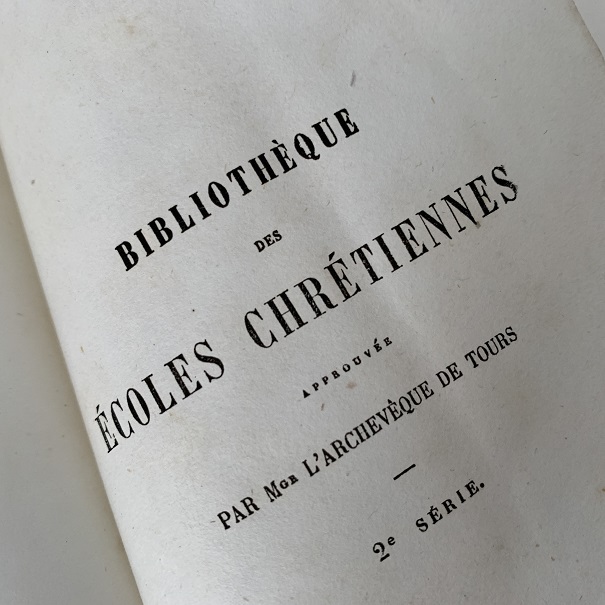 BIBLIOTHÈQUE
DES
ÉCOLES CHRÉTIENNES
APPROUVÉE
PAR MGR L'ARCHEVÊQUE DE TOURS
2e SÉRIE.